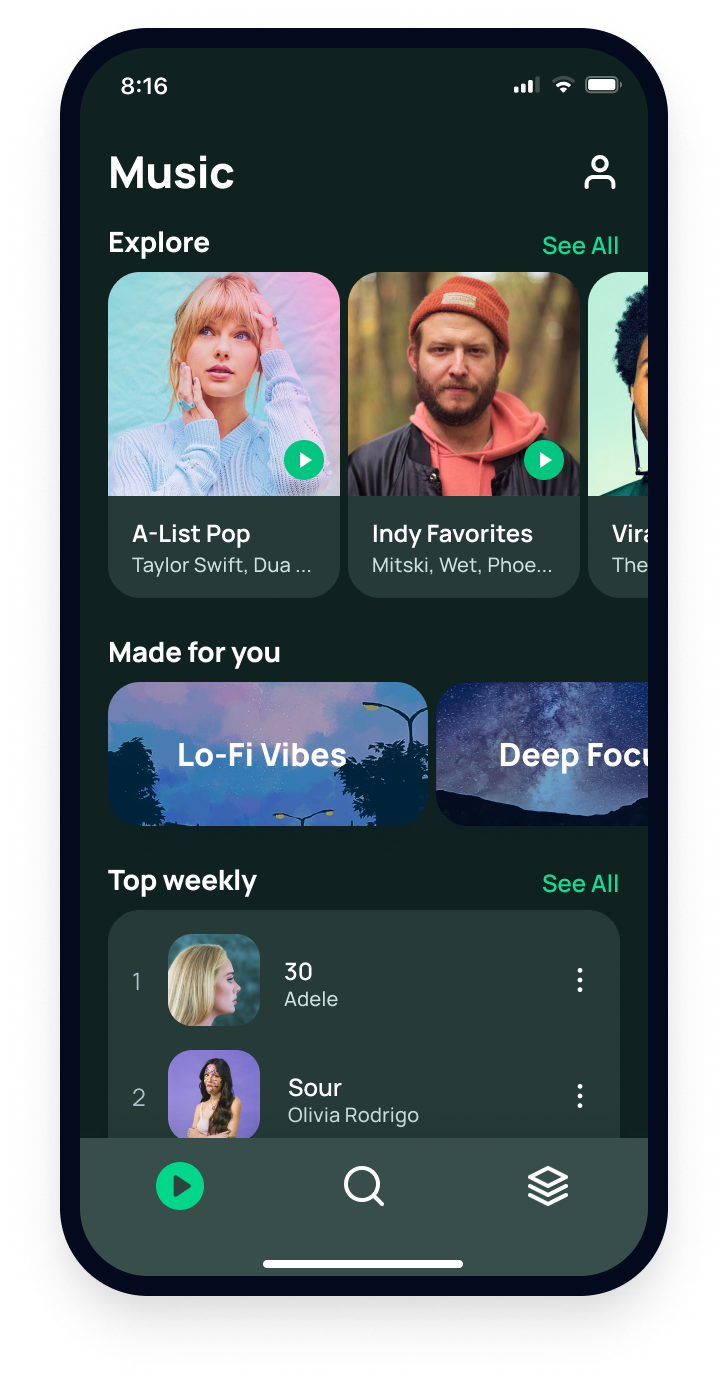 8:16
Music
Explore
See All
A-List Pop
Taylor Swift, Dua ...
Indy Favorites
Mitski, Wet, Phoe...
Vira
The
Made for you
Lo-Fi Vibes
Deep Focu
Top weekly
See All
1
30
Adele
2
Sour
Olivia Rodrigo